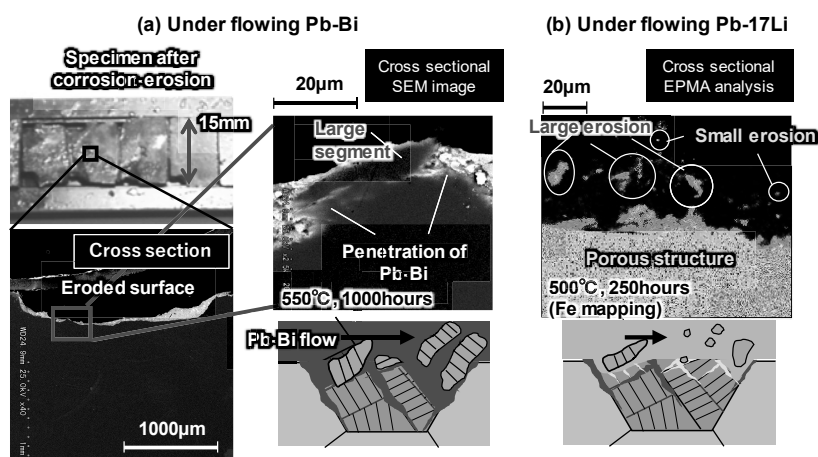 (a) Under flowing Pb-Bi
(b) Under flowing Pb-17Li
Specimen after
corrosion-erosion
15mm
Cross section
Eroded surface
1000μm
20μm
Cross sectional
SEM image
Large
segment
Penetration of
Pb-Bi
550℃, 1000hours
Pb-Bi flow
20μm
Cross sectional
EPMA analysis
Large erosion
Small erosion
Porous structure
500℃, 250hours
(Fe mapping)